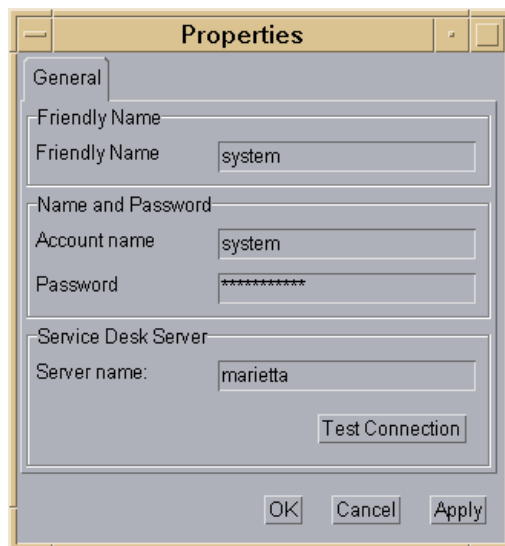 Properties
General
Friendly Name
Friendly Name system
Name and Password
Account name system
Password ***********
Service Desk Server
Server name: marietta
Test Connection
OK Cancel Apply